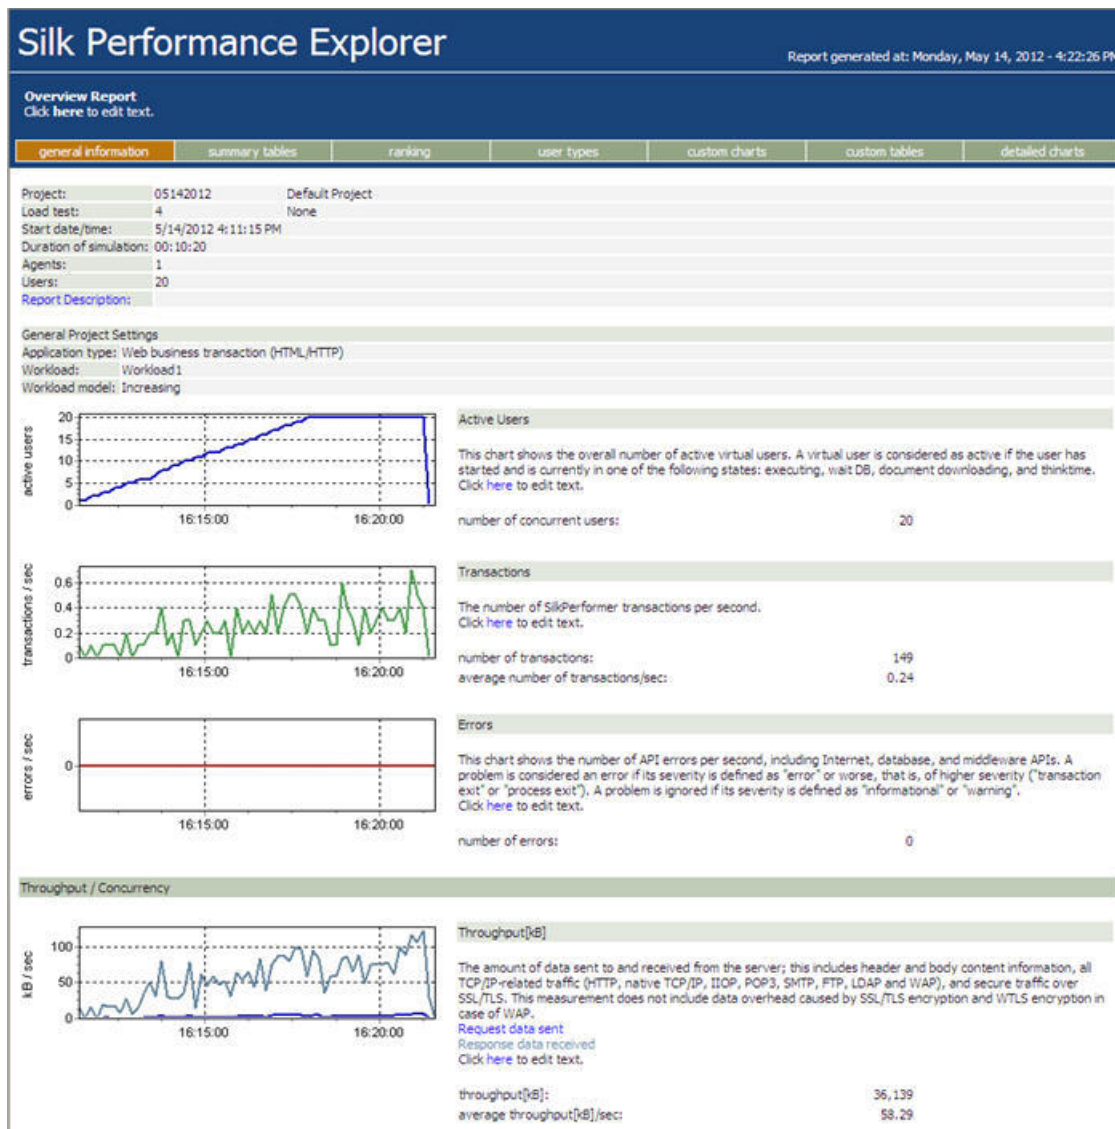 Silk Performance Explorer
Report generated at: Monday, May 14, 2012 - 4:22:26 PM
Overview Report
Click here to edit text.
general information summary tables ranking user types custom charts custom tables detailed charts
Project: 05142012 Default Project
Load test: 4 None
Start date/time: 5/14/2012 4:11:15 PM
Duration of simulation: 00:10:20
Agents: 1
Users: 20
Report Description:
General Project Settings
Application type: Web business transaction (HTML/HTTP)
Workload: Workload1
Workload model: Increasing
active users
20
15
10
5
0
16:15:00 16:20:00
Active Users
This chart shows the overall number of active virtual users. A virtual user is considered as active if the user has
started and is currently in one of the following states: executing, wait DB, document downloading, and thinktime.
Click here to edit text.
number of concurrent users: 20
transactions / sec
0.6
0.4
0.2
0
16:15:00 16:20:00
Transactions
The number of SilkPerformer transactions per second.
Click here to edit text.
number of transactions: 149
average number of transactions/sec: 0.24
errors / sec
0
16:15:00 16:20:00
Errors
This chart shows the number of API errors per second, including Internet, database, and middleware APIs. A
problem is considered an error if its severity is defined as "error" or worse, that is, of higher severity ("transaction
exit" or "process exit"). A problem is ignored if its severity is defined as "informational" or "warning".
Click here to edit text.
number of errors: 0
Throughput / Concurrency
kB / sec
100
50
0
16:15:00 16:20:00
Throughput[kB]
The amount of data sent to and received from the server; this includes header and body content information, all
TCP/IP-related traffic (HTTP, native TCP/IP, IIOP, POP3, SMTP, FTP, LDAP and WAP), and secure traffic over
SSL/TLS. This measurement does not include data overhead caused by SSL/TLS encryption and WTLS encryption in
case of WAP.
Request data sent
Response data received
Click here to edit text.
throughput[kB]: 36,139
average throughput[kB]/sec: 58.29